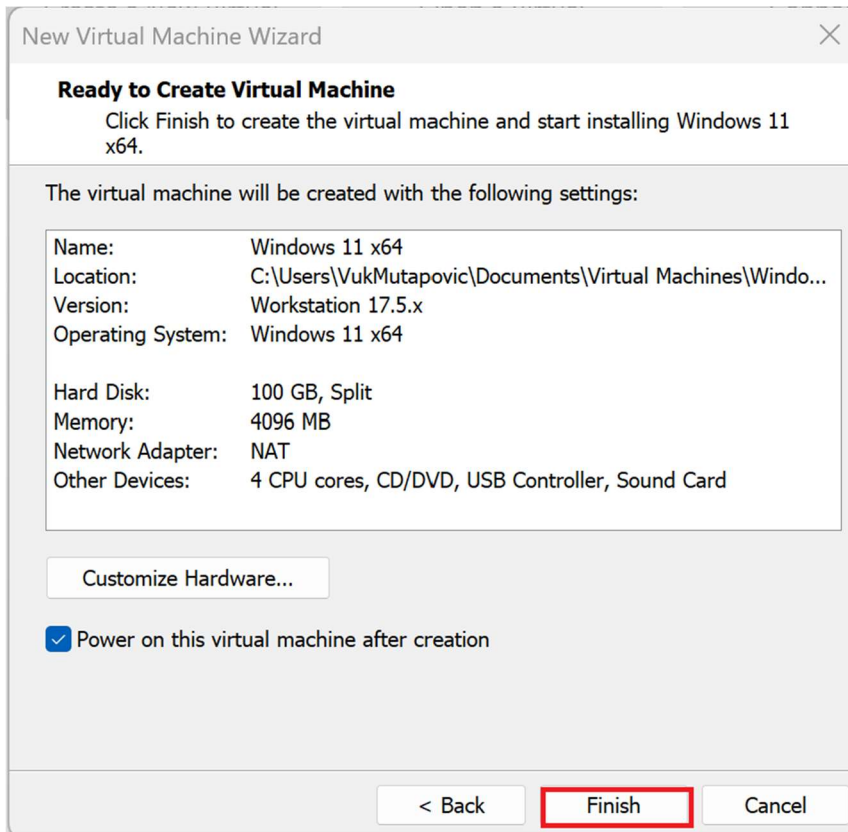 New Virtual Machine Wizard
Ready to Create Virtual Machine
Click Finish to create the virtual machine and start installing Windows 11
x64.
The virtual machine will be created with the following settings:
Name: Windows 11 x64
Location: C:\Users\VukMutapovic\Documents\Virtual Machines\Windo...
Version: Workstation 17.5.x
Operating System: Windows 11 x64
Hard Disk: 100 GB, Split
Memory: 4096 MB
Network Adapter: NAT
Other Devices: 4 CPU cores, CD/DVD, USB Controller, Sound Card
Customize Hardware...
Power on this virtual machine after creation
< Back Finish Cancel